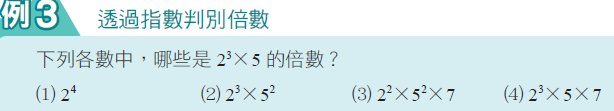 例3 透過指數判別倍數
下列各數中，哪些是 2³×5 的倍數？
(1) 2⁴ (2) 2³×5² (3) 2²×5²×7 (4) 2³×5×7